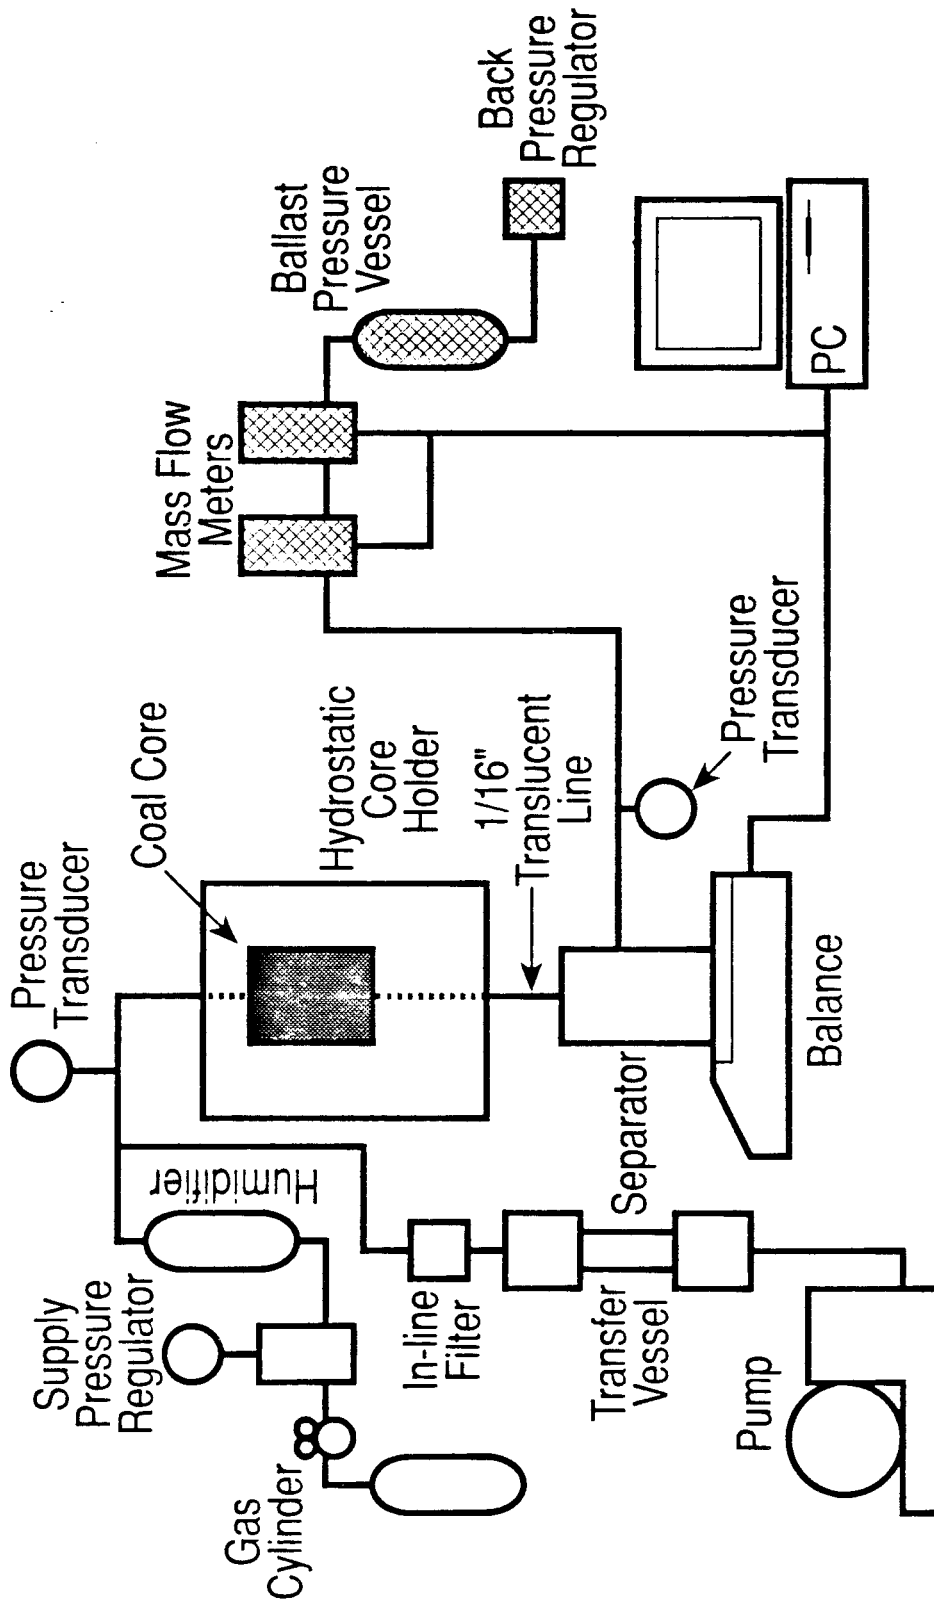 Gas
Cylinder
Supply
Pressure
Regulator
Humidifier
Pressure
Transducer
Coal Core
Hydrostatic
Core
Holder
1/16"
Translucent
Line
Mass Flow
Meters
Ballast
Pressure
Vessel
Back
Pressure
Regulator
In-line
Filter
Transfer
Vessel
Pump
Separator
Balance
Pressure
Transducer
PC